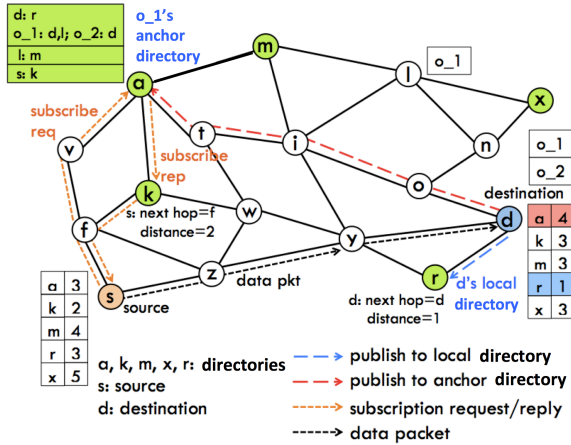 d: r
o_1: d,l; o_2: d
l: m
s: k
o_1's
anchor
directory
m
l
o_1
x
a
subscribe
req
t
i
n
v
subscribe
rep
o
o_1
o_2
destination
k
s: next hop=f
distance=2
w
d
a 4
k 3
m 3
r 1
x 3
f
y
z
data pkt
r
d's local
directory
d: next hop=d
distance=1
s
source
a 3
k 2
m 4
r 3
x 5
a, k, m, x, r: directories
s: source
d: destination
publish to local directory
publish to anchor directory
subscription request/reply
data packet